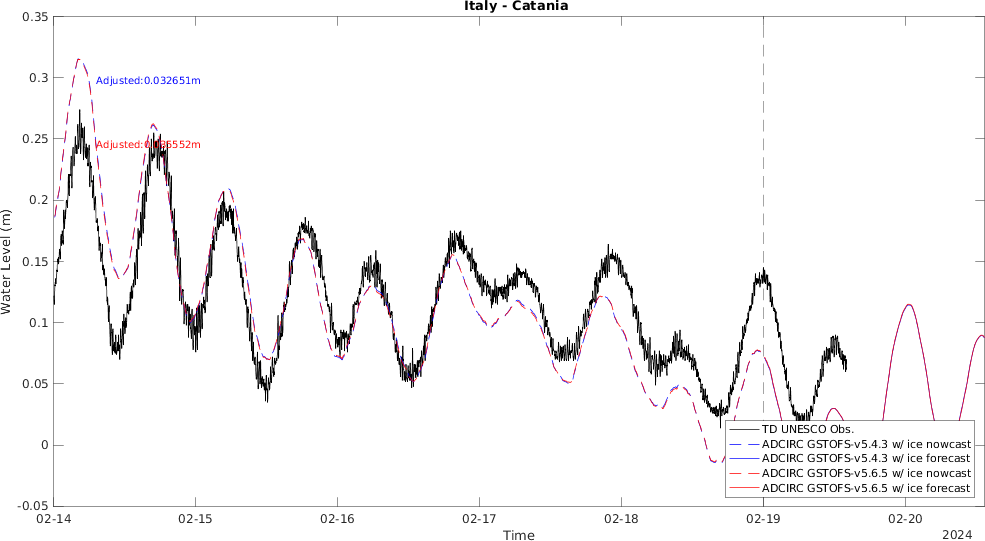 Italy - Catania
0.35
0.3
0.25
0.2
0.15
0.1
0.05
0
-0.05
Water Level (m)
Adjusted:0.032651m
TD UNESCO Obs.
ADCIRC GSTOFS-v5.4.3 w/ ice nowcast
ADCIRC GSTOFS-v5.4.3 w/ ice forecast
ADCIRC GSTOFS-v5.6.5 w/ ice nowcast
ADCIRC GSTOFS-v5.6.5 w/ ice forecast
02-14 02-15 02-16 02-17 02-18 02-19 02-20
Time
2024